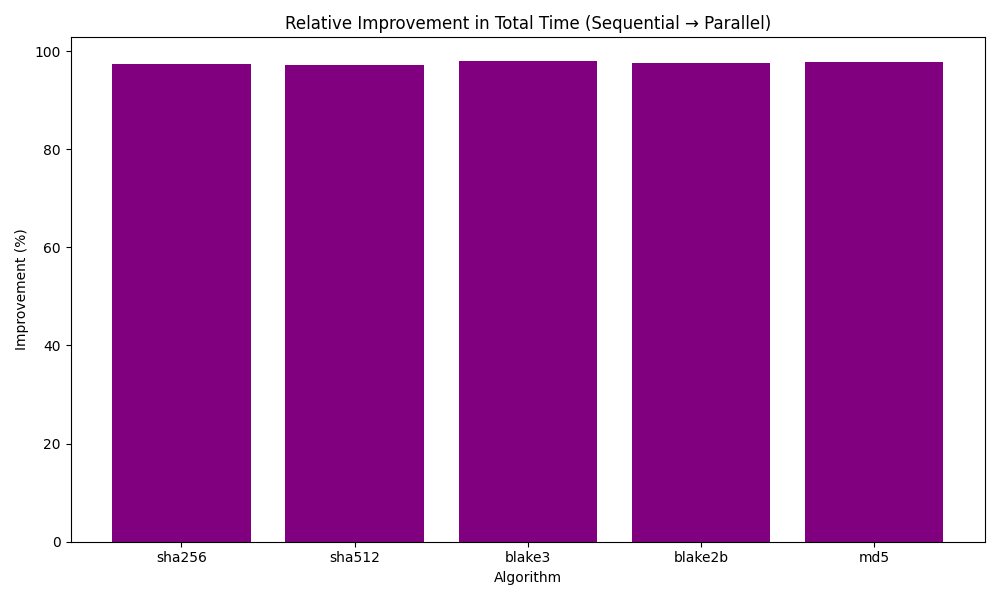 Relative Improvement in Total Time (Sequential → Parallel)
Improvement (%)
100
80
60
40
20
0
sha256 sha512 blake3 blake2b md5
Algorithm